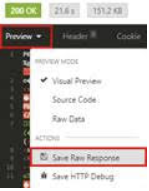 200 OK 21.6 s 151.2 KB
Preview Header Cookie
PREVIEW MODE
Visual Preview
Source Code
Raw Data
ACTIONS
Save Raw Response
Save HTTP Debug